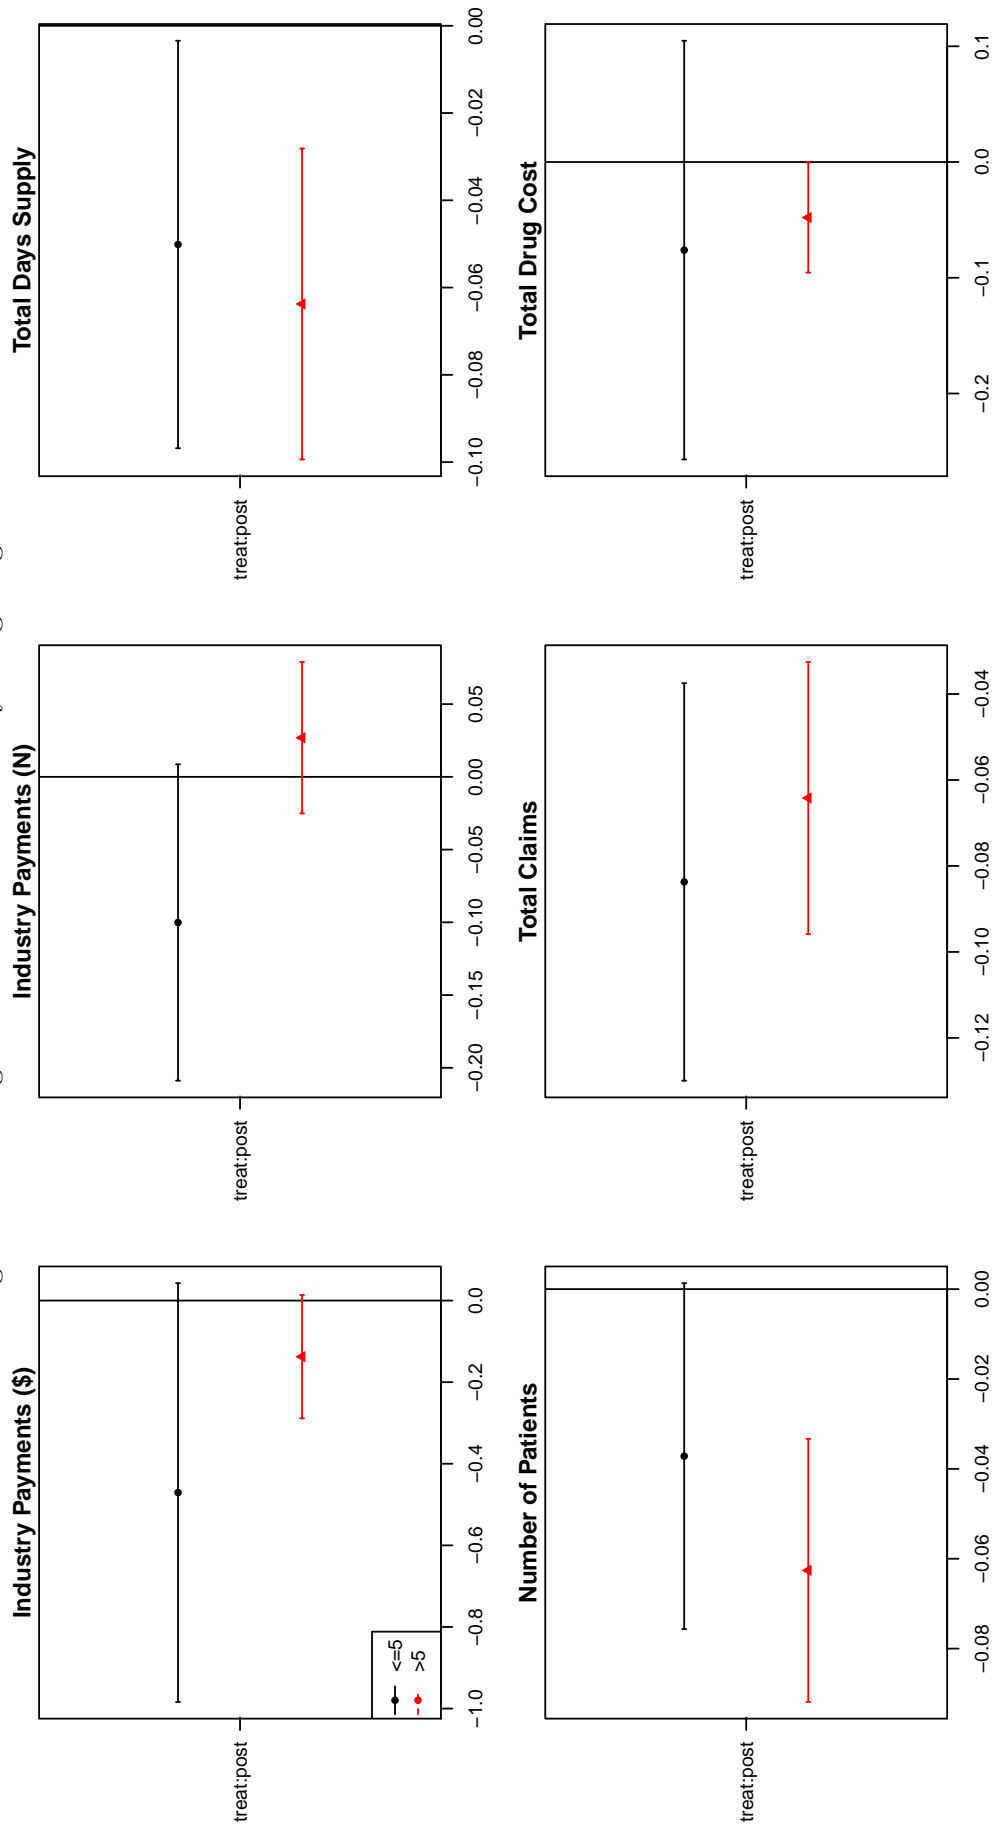 Industry Payments ($)
treat:post
−1.0 −0.8 −0.6 −0.4 −0.2 0.0
<=5
>5
Industry Payments (N)
treat:post
−0.20 −0.15 −0.10 −0.05 0.00 0.05
Total Days Supply
treat:post
−0.10 −0.08 −0.06 −0.04 −0.02 0.00
Number of Patients
treat:post
−0.08 −0.06 −0.04 −0.02 0.00
Total Claims
treat:post
−0.12 −0.10 −0.08 −0.06 −0.04
Total Drug Cost
treat:post
−0.2 −0.1 0.0 0.1